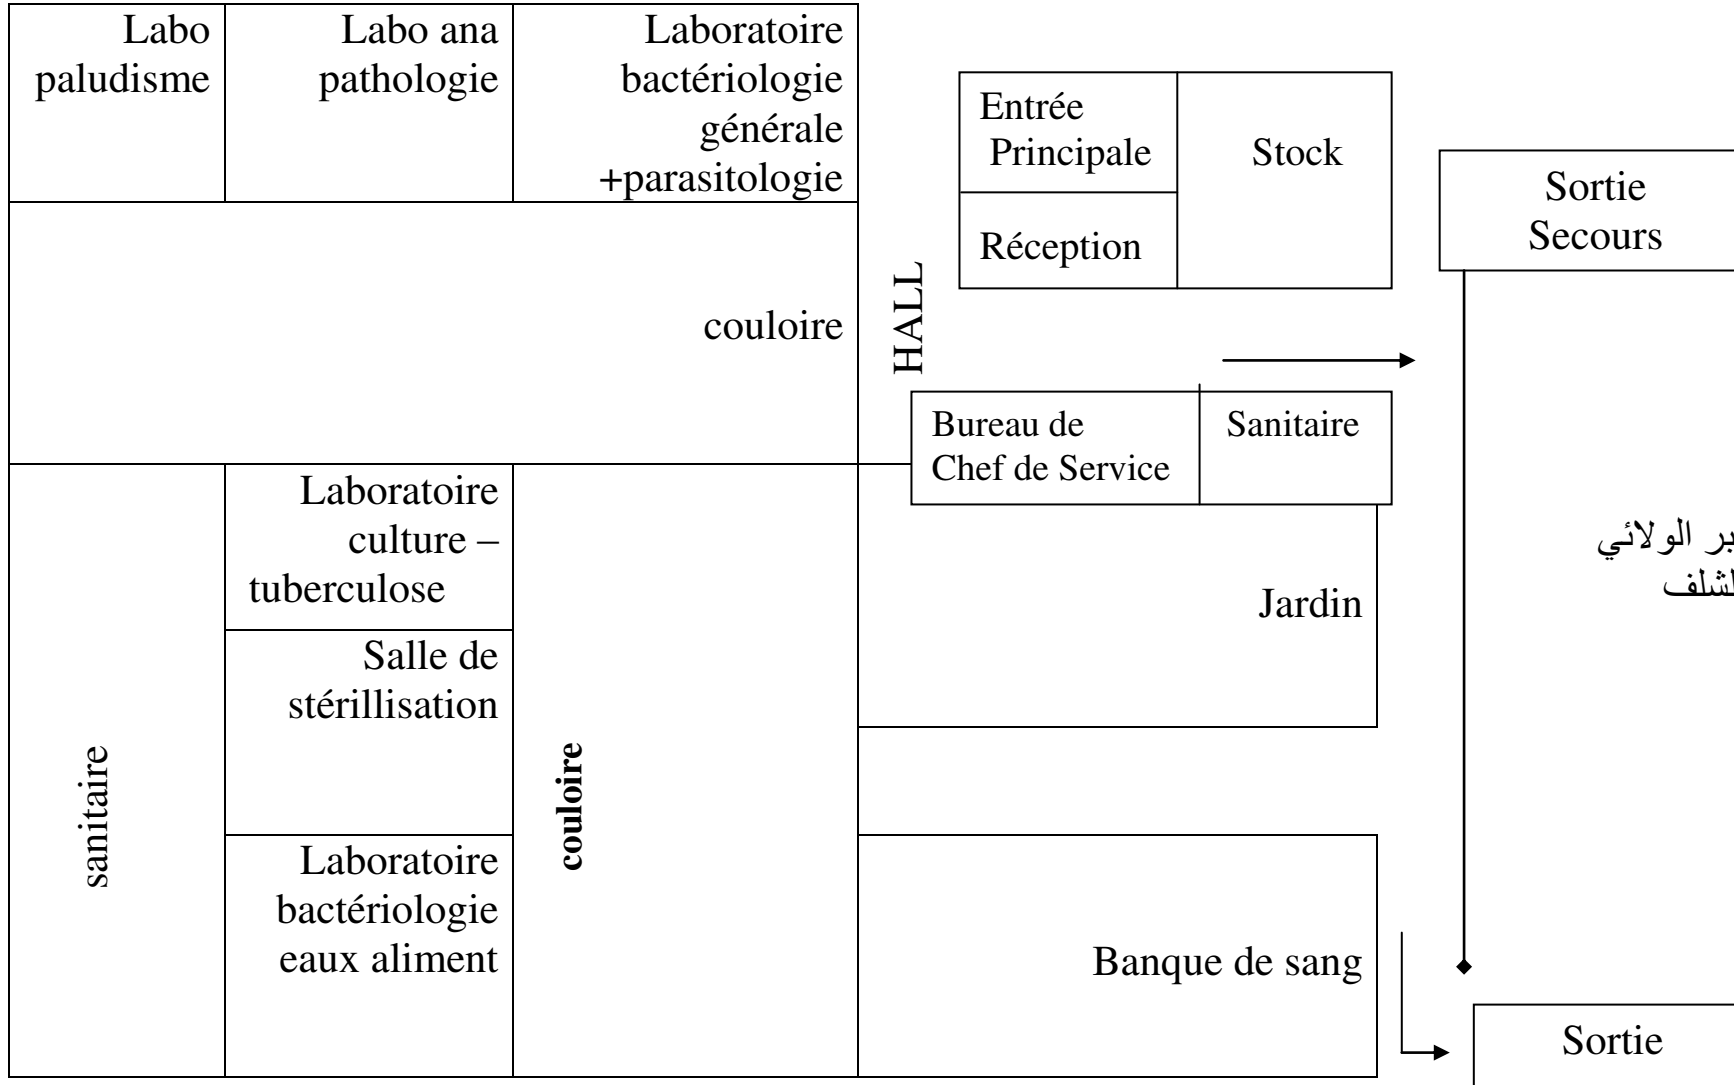 Labo
paludisme
Labo ana
pathologie
Laboratoire
bactériologie
générale
+parasitologie
Entrée
Principale
Stock
Réception
Sortie
Secours
couloire
HALL
Bureau de
Chef de Service
Sanitaire
sanitaire
Laboratoire
culture –
tuberculose
Salle de
stérillisation
Laboratoire
bactériologie
eaux aliment
couloire
Jardin
الولائي
Banque de sang
Sortie